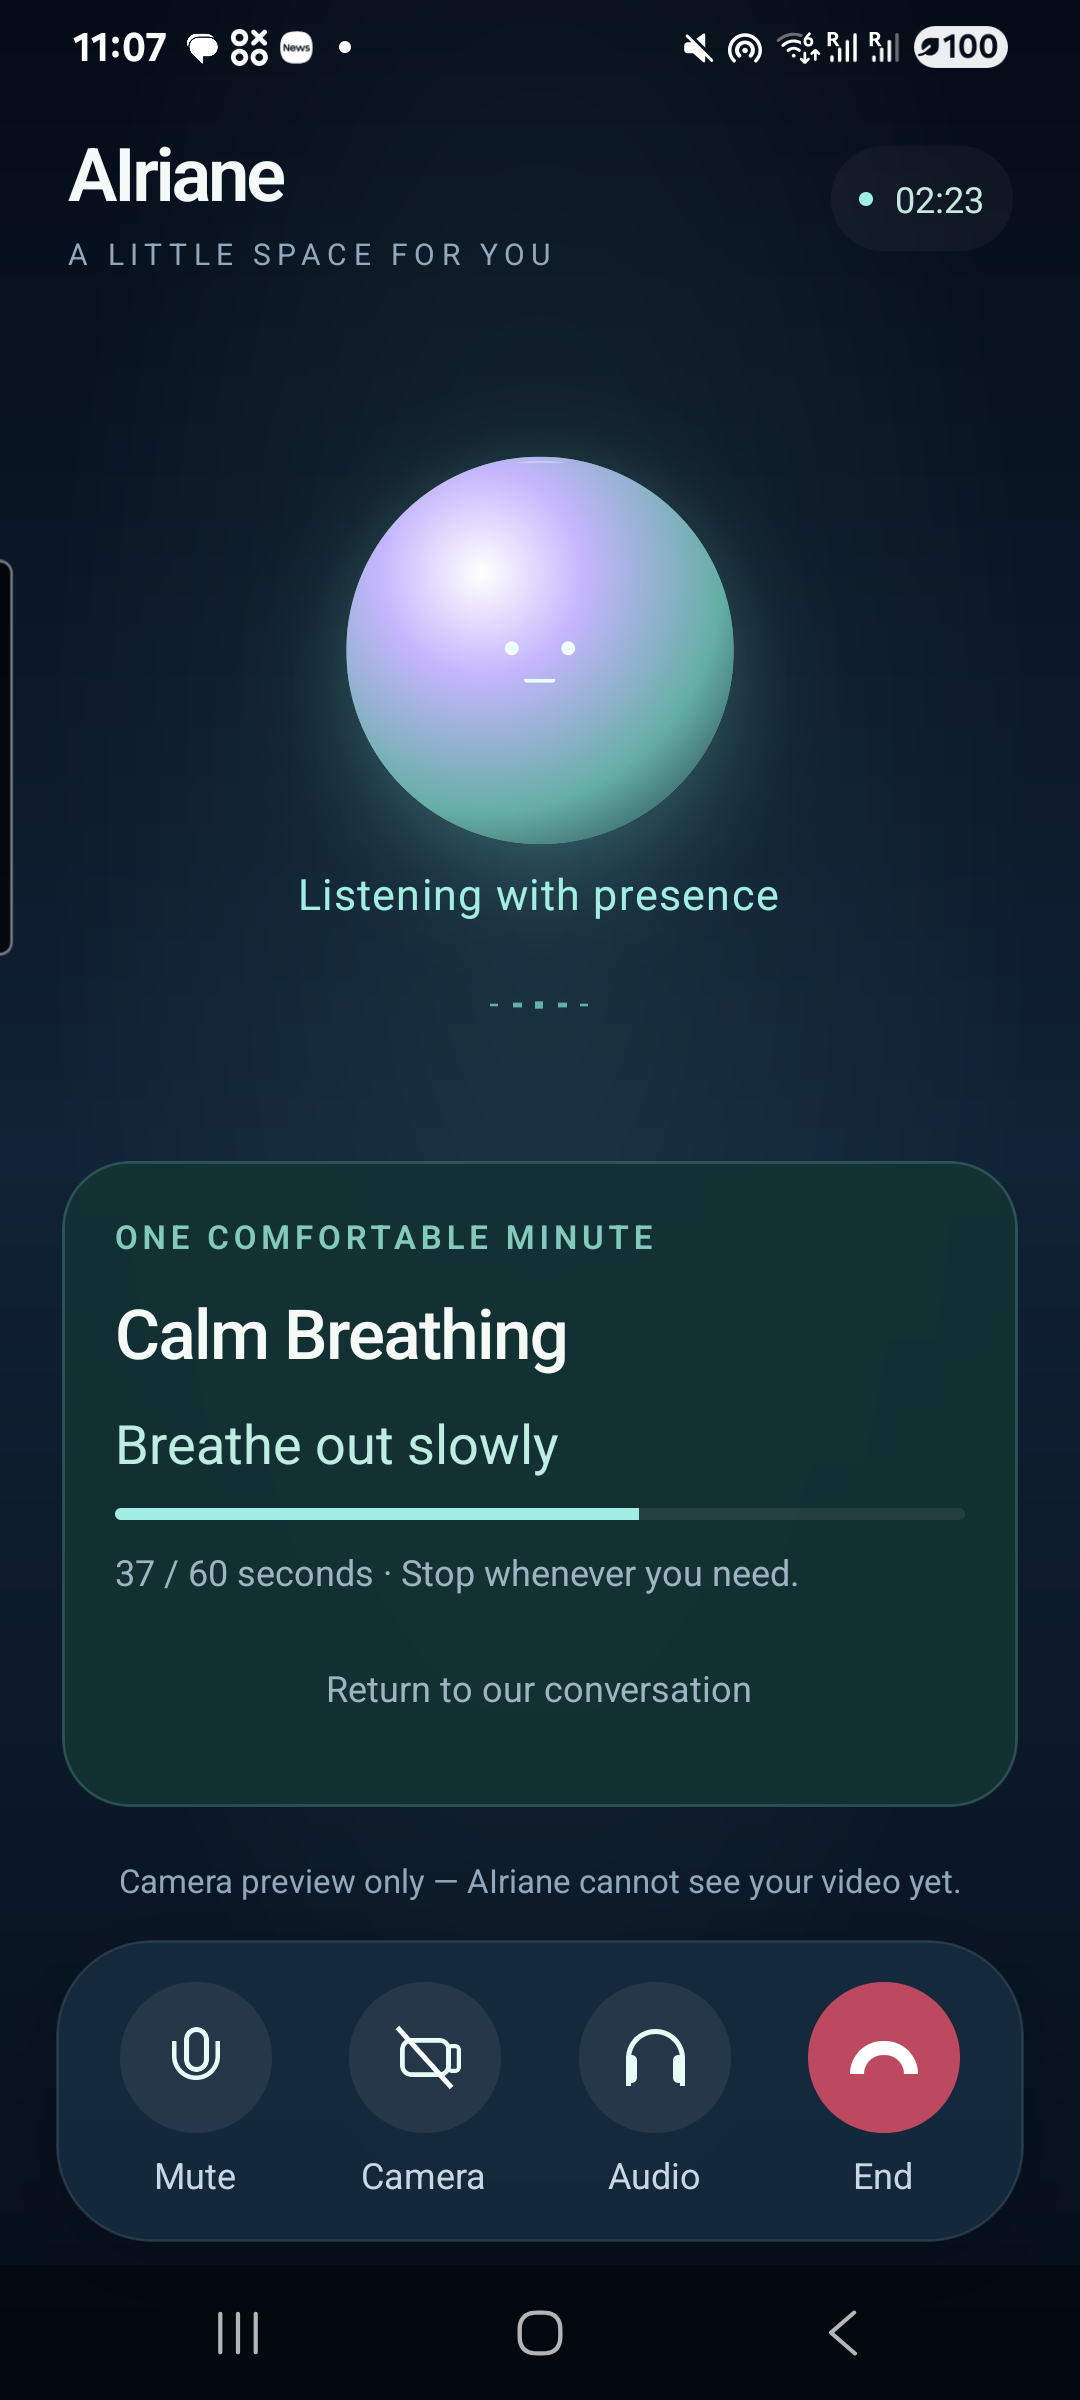 11:07
News
6
R
R
100
AIriane
A LITTLE SPACE FOR YOU
02:23
Listening with presence
ONE COMFORTABLE MINUTE
Calm Breathing
Breathe out slowly
37 / 60 seconds · Stop whenever you need.
Return to our conversation
Camera preview only — AIriane cannot see your video yet.
Mute
Camera
Audio
End